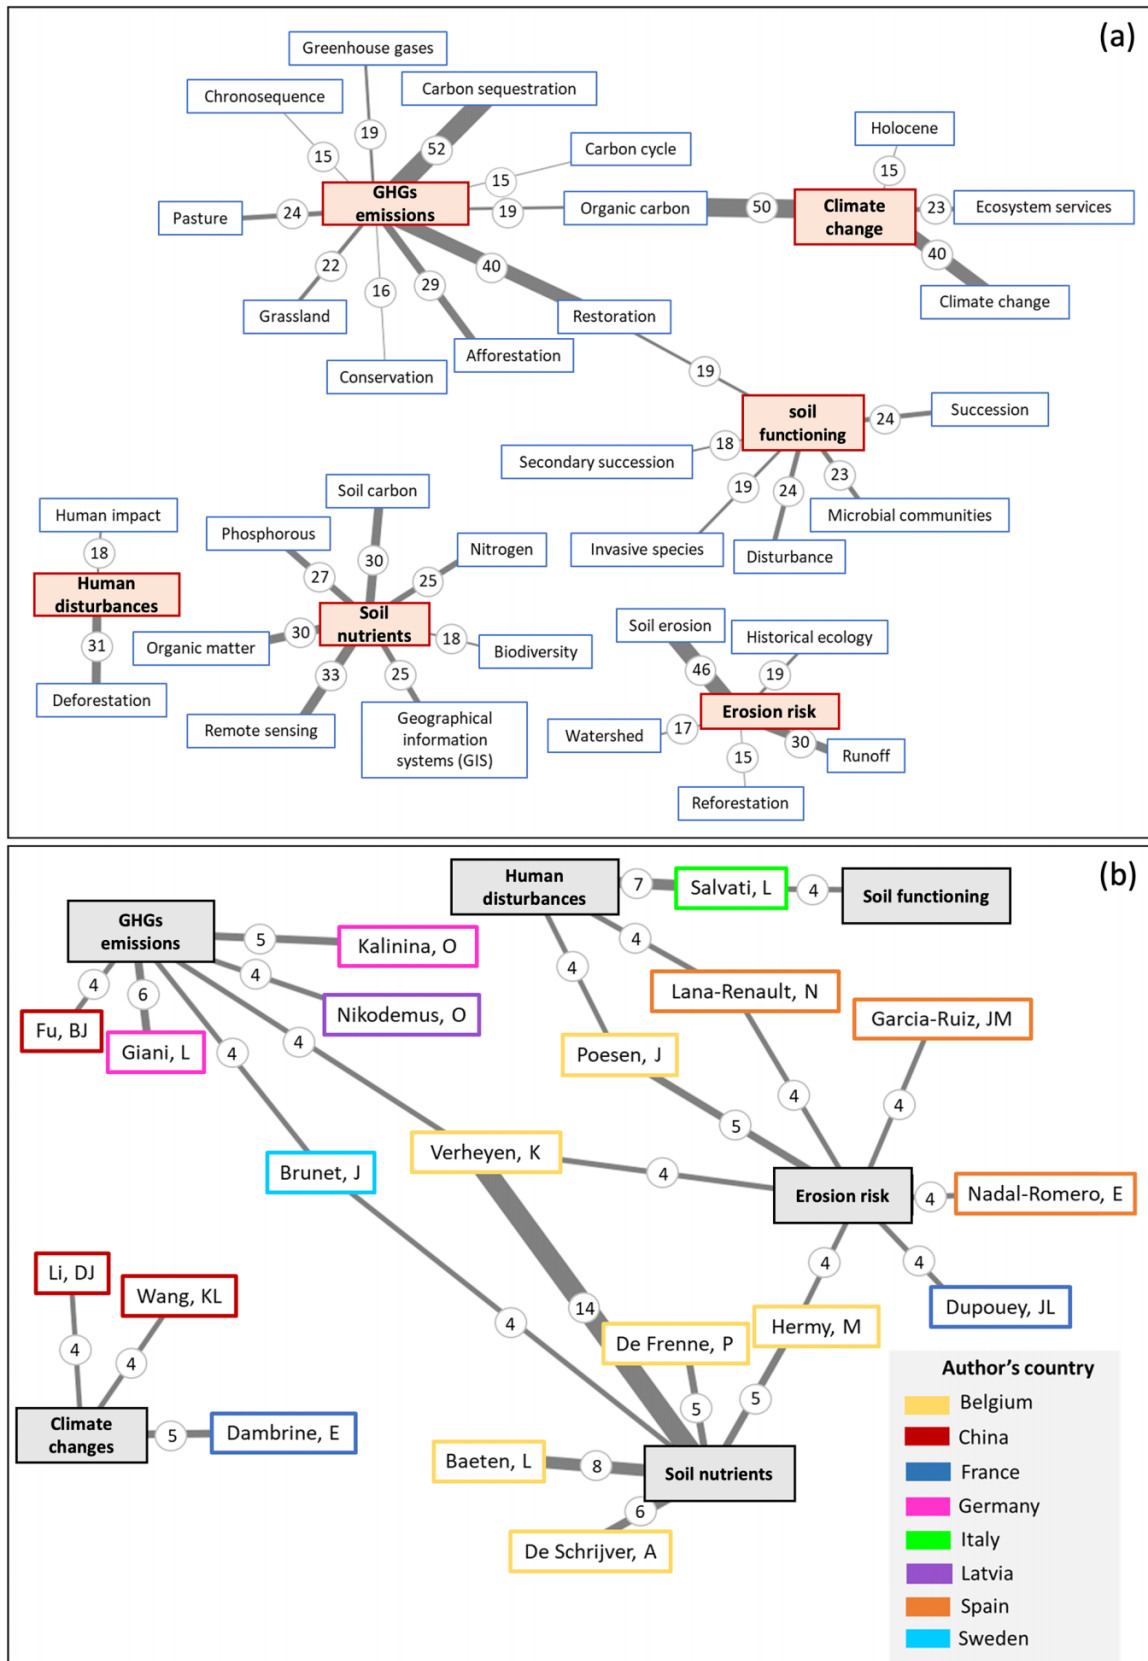 (a)
Greenhouse gases
Carbon sequestration
Chronosequence
19
52
15
Carbon cycle
Holocene
15
15
GHGs
emissions
Pasture
24
19
Organic carbon
50
Climate
change
23
Ecosystem services
22
16
29
40
40
Climate change
Grassland
Restoration
Afforestation
Conservation
19
soil
functioning
24
Succession
18
Secondary succession
19
24
23
Microbial communities
Invasive species
Disturbance
Human impact
18
Human
disturbances
31
Deforestation
Soil carbon
Phosphorous
Nitrogen
30
27
25
Soil
nutrients
30
Organic matter
18
Biodiversity
33
25
Remote sensing
Geographical
information
systems (GIS)
Soil erosion
Historical ecology
46
19
Erosion risk
Watershed
17
30
Runoff
15
Reforestation
(b)
Human
disturbances
7
Salvati, L
4
Soil functioning
GHGs
emissions
5
Kalinina, O
4
4
4
6
4
Nikodemus, O
Lana-Renault, N
Garcia-Ruiz, JM
Fu, BJ
Giani, L
4
4
Poesen, J
4
4
5
Verheyen, K
Brunet, J
4
Erosion risk
4
Nadal-Romero, E
Li, DJ
Wang, KL
4
4
Dupouey, JL
14
4
Hermy, M
De Frenne, P
4
4
5
5
Climate
changes
5
Dambrine, E
Baeten, L
8
Soil nutrients
6
De Schrijver, A
Author's country
Belgium
China
France
Germany
Italy
Latvia
Spain
Sweden